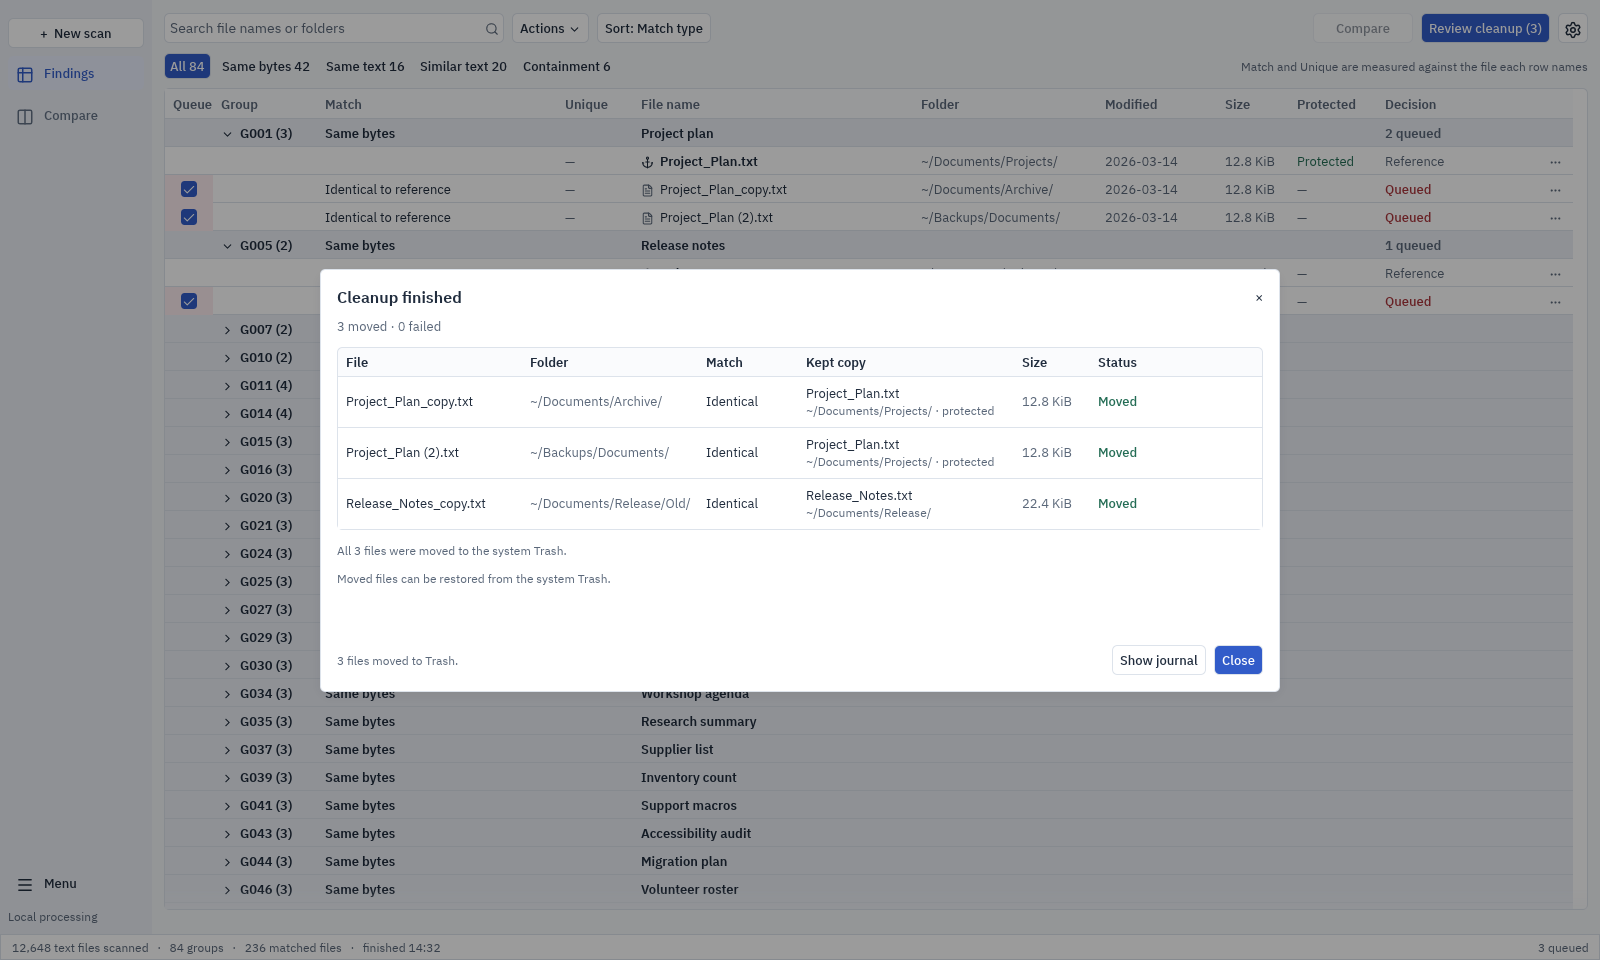 + New scan
Findings
Compare
Menu
Local processing
Search file names or folders
Actions
Sort: Match type
Compare
Review cleanup (3)
All 84 Same bytes 42 Same text 16 Similar text 20 Containment 6
Match and Unique are measured against the file each row names
Queue Group Match Unique File name Folder Modified Size Protected Decision
G001 (3) Same bytes Project plan 2 queued
— Project_Plan.txt ~/Documents/Projects/ 2026-03-14 12.8 KiB Protected Reference ···
Identical to reference — Project_Plan_copy.txt ~/Documents/Archive/ 2026-03-14 12.8 KiB — Queued ···
Identical to reference — Project_Plan (2).txt ~/Backups/Documents/ 2026-03-14 12.8 KiB — Queued ···
G005 (2) Same bytes Release notes 1 queued
— Reference ···
— Queued ···
G007 (2)
G010 (2)
G011 (4)
G014 (4)
G015 (3)
G016 (3)
G020 (3)
G021 (3)
G024 (3)
G025 (3)
G027 (3)
G029 (3)
G030 (3)
G034 (3) Same bytes Workshop agenda
G035 (3) Same bytes Research summary
G037 (3) Same bytes Supplier list
G039 (3) Same bytes Inventory count
G041 (3) Same bytes Support macros
G043 (3) Same bytes Accessibility audit
G044 (3) Same bytes Migration plan
G046 (3) Same bytes Volunteer roster
Cleanup finished ×
3 moved · 0 failed
File Folder Match Kept copy Size Status
Project_Plan_copy.txt ~/Documents/Archive/ Identical Project_Plan.txt 12.8 KiB Moved
~/Documents/Projects/ · protected
Project_Plan (2).txt ~/Backups/Documents/ Identical Project_Plan.txt 12.8 KiB Moved
~/Documents/Projects/ · protected
Release_Notes_copy.txt ~/Documents/Release/Old/ Identical Release_Notes.txt 22.4 KiB Moved
~/Documents/Release/
All 3 files were moved to the system Trash.
Moved files can be restored from the system Trash.
3 files moved to Trash.
Show journal
Close
12,648 text files scanned · 84 groups · 236 matched files · finished 14:32
3 queued